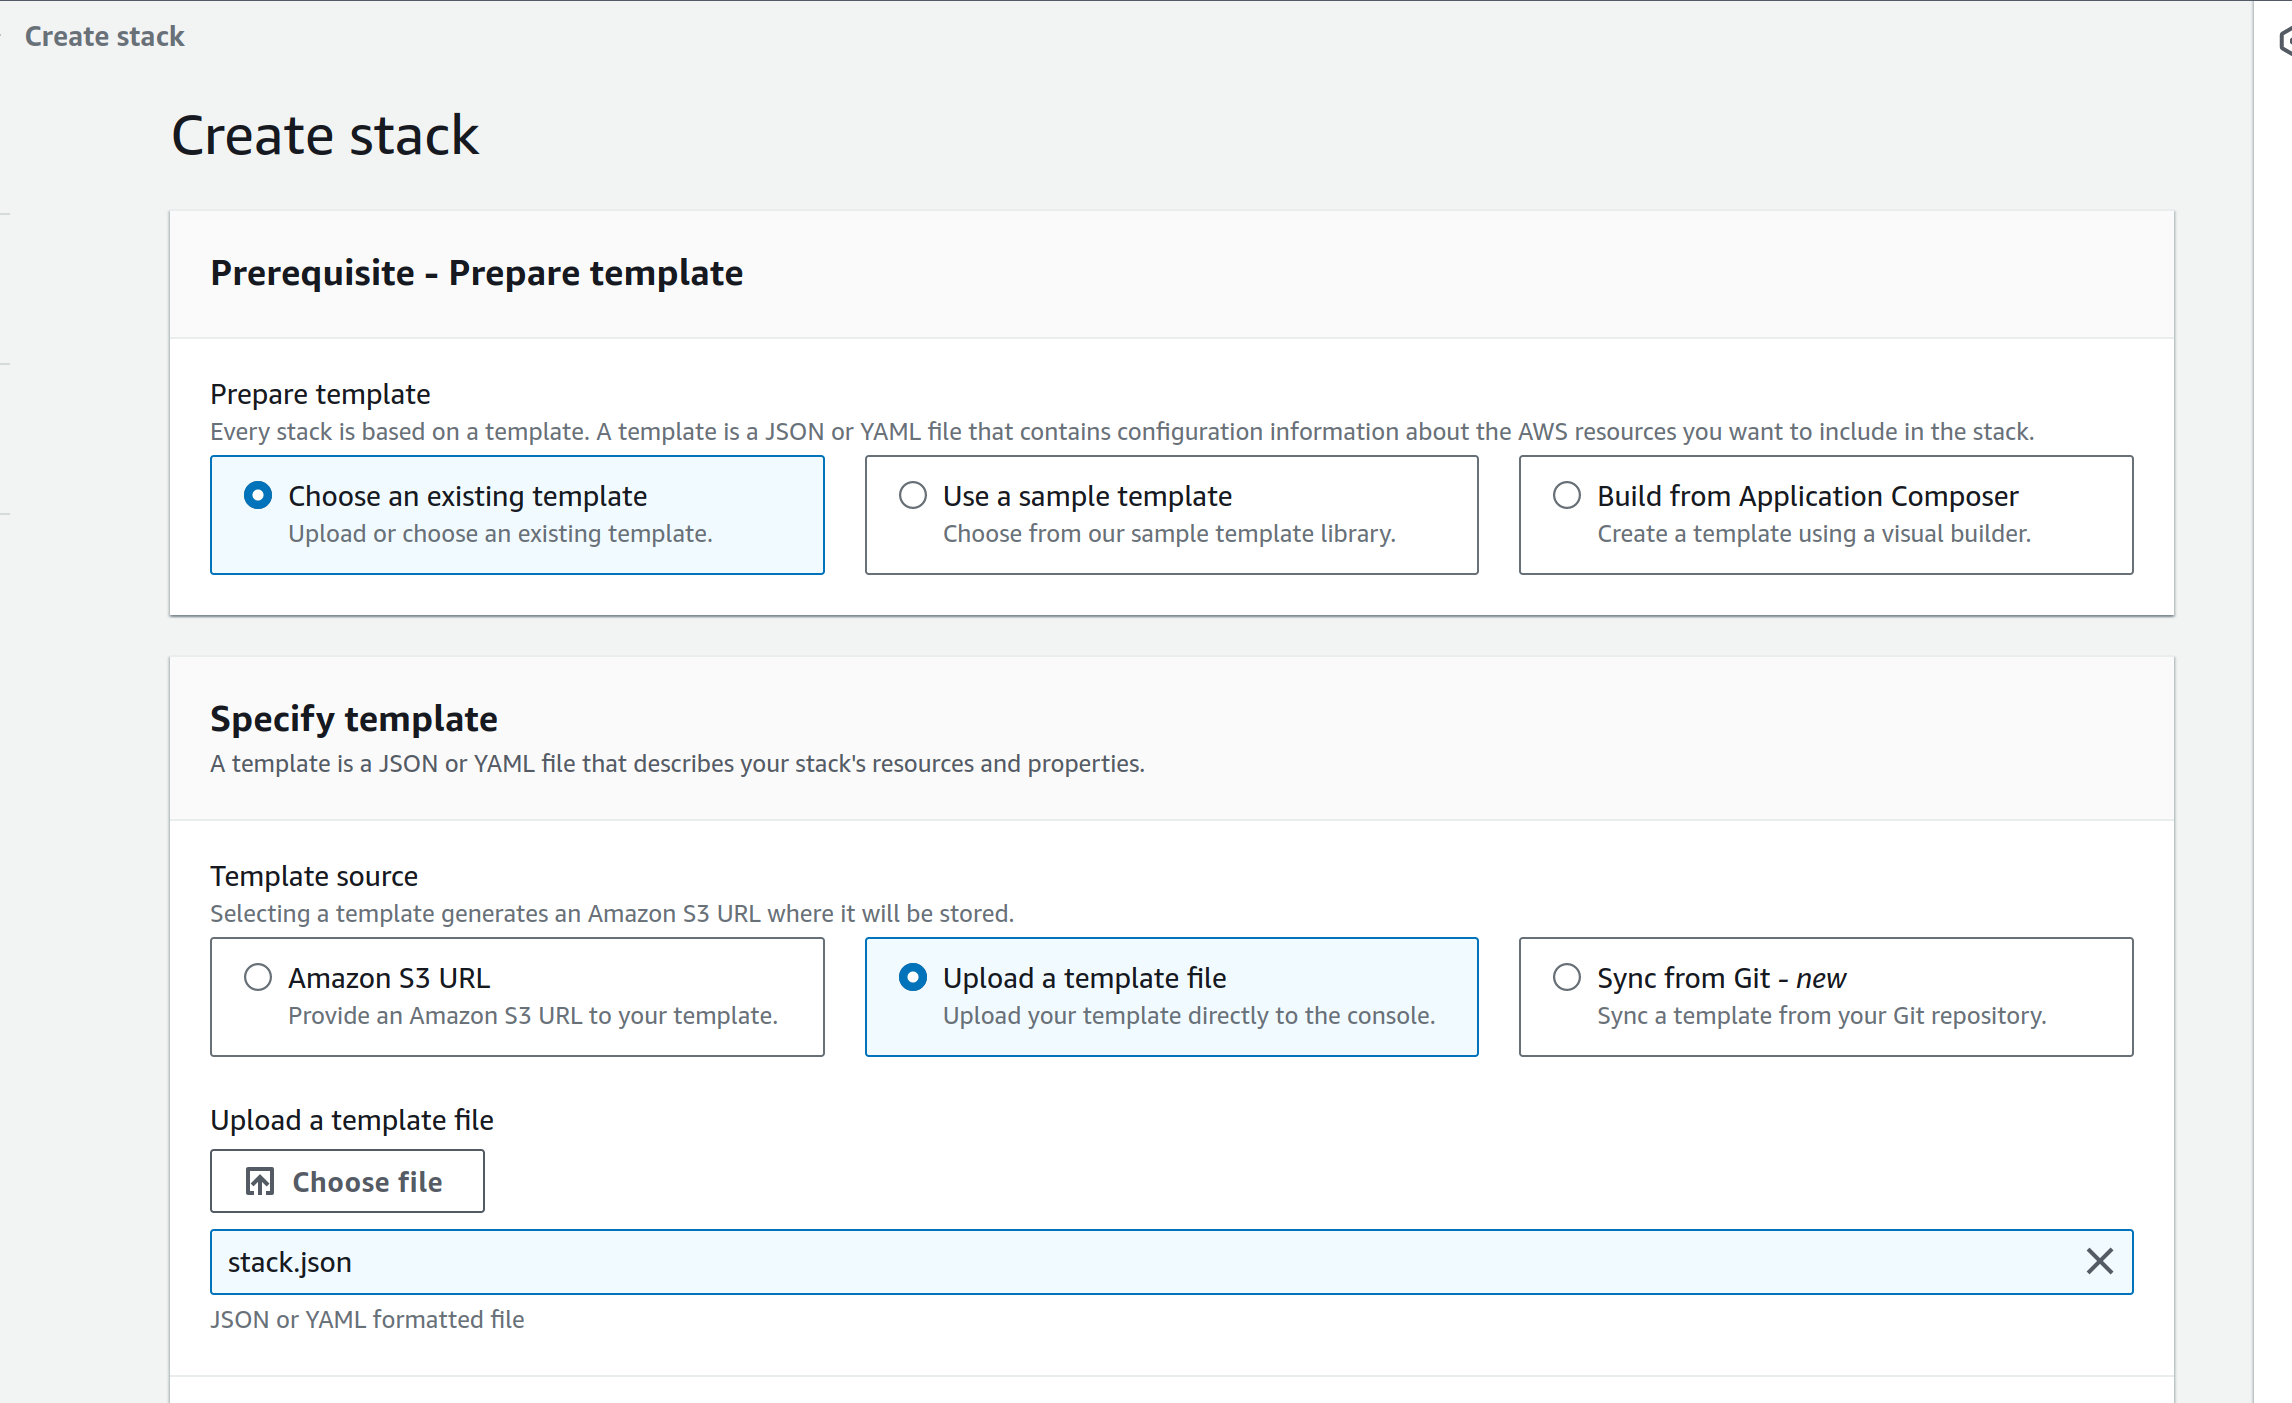 Create stack
Create stack
Prerequisite - Prepare template
Prepare template
Every stack is based on a template. A template is a JSON or YAML file that contains configuration information about the AWS resources you want to include in the stack.
Choose an existing template
Upload or choose an existing template.
Use a sample template
Choose from our sample template library.
Build from Application Composer
Create a template using a visual builder.
Specify template
A template is a JSON or YAML file that describes your stack's resources and properties.
Template source
Selecting a template generates an Amazon S3 URL where it will be stored.
Amazon S3 URL
Provide an Amazon S3 URL to your template.
Upload a template file
Upload your template directly to the console.
Sync from Git - new
Sync a template from your Git repository.
Upload a template file
Choose file
stack.json
JSON or YAML formatted file